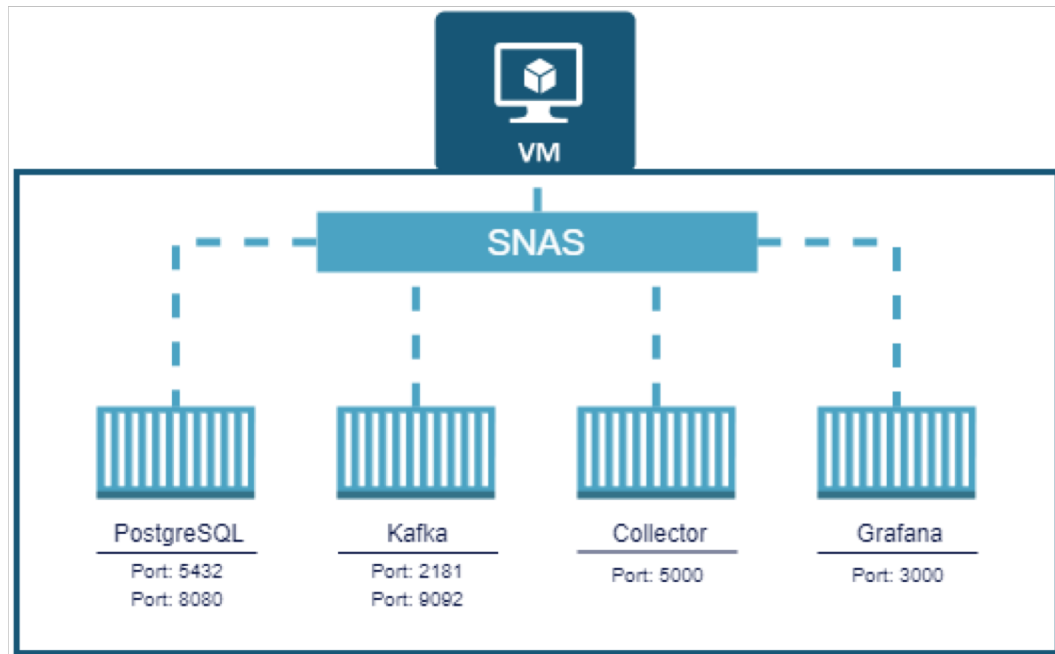 VM
SNAS
PostgreSQL
Port: 5432
Port: 8080
Kafka
Port: 2181
Port: 9092
Collector
Port: 5000
Grafana
Port: 3000